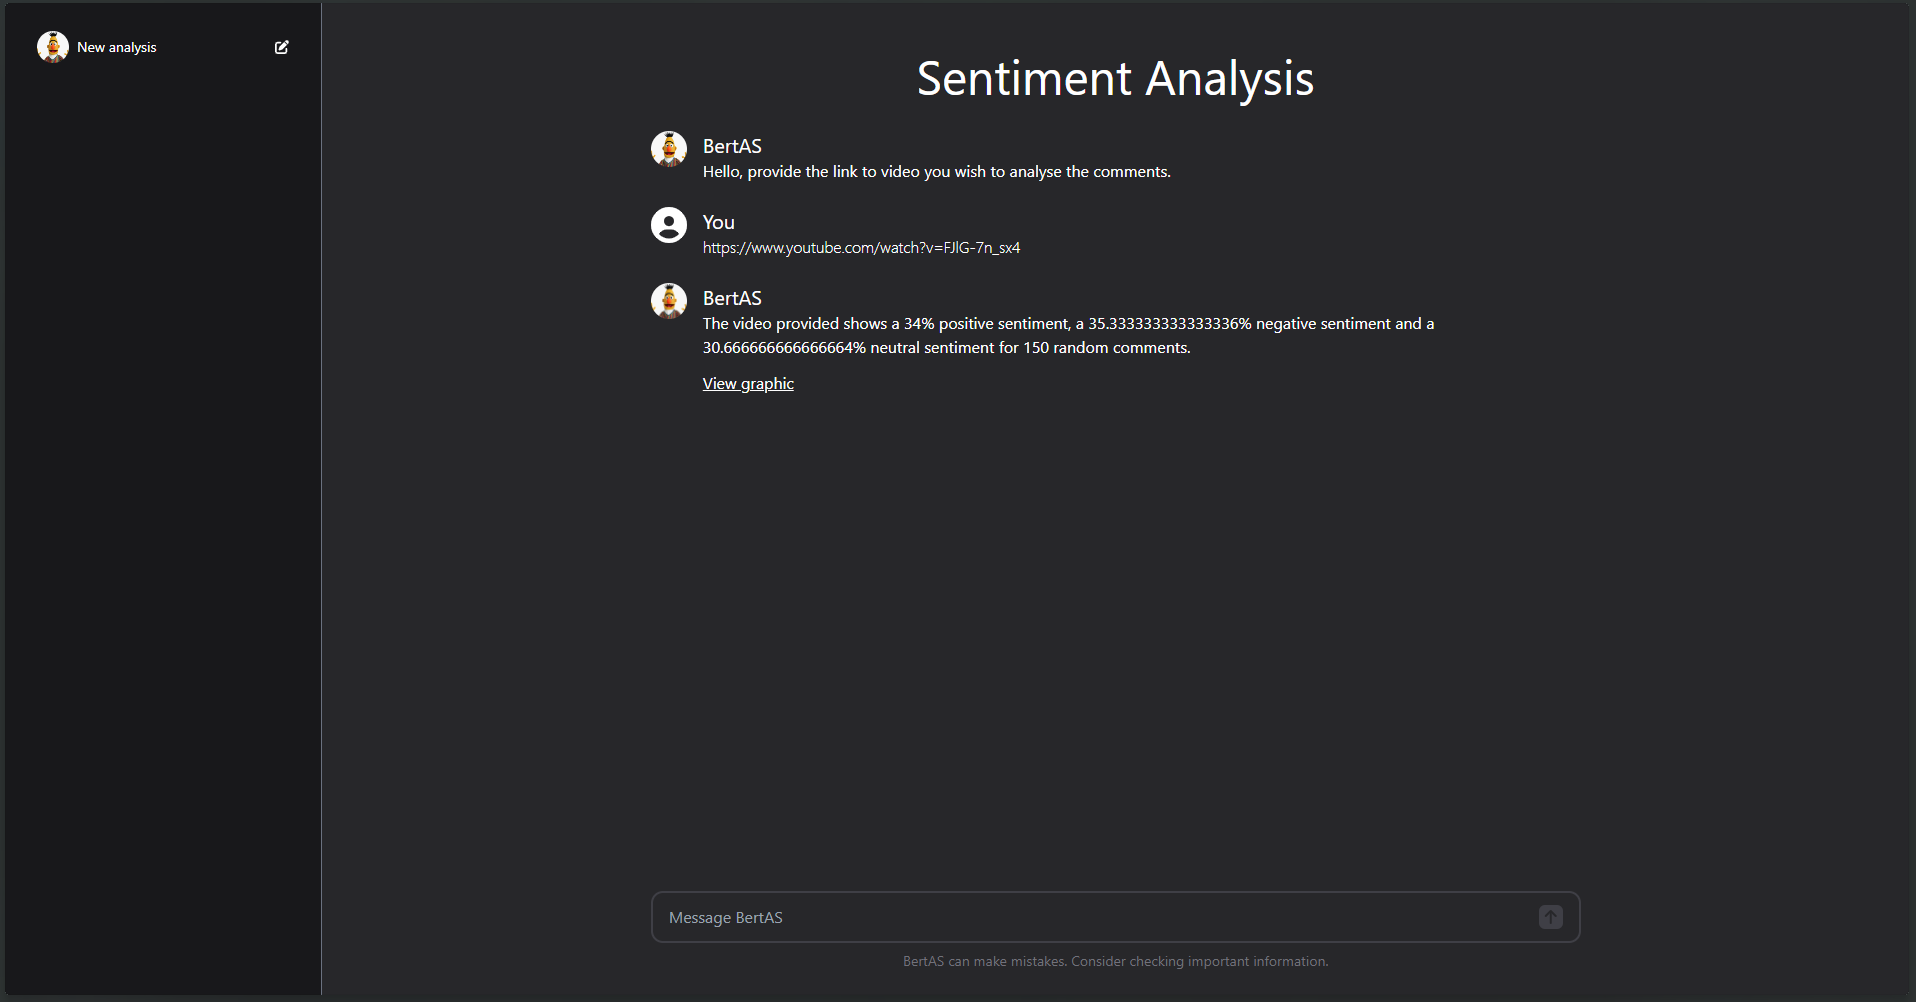 New analysis
Sentiment Analysis
BertAS
Hello, provide the link to video you wish to analyse the comments.
You
https://www.youtube.com/watch?v=FJlG-7n_sx4
BertAS
The video provided shows a 34% positive sentiment, a 35.333333333333336% negative sentiment and a
30.666666666666664% neutral sentiment for 150 random comments.
View graphic
Message BertAS
BertAS can make mistakes. Consider checking important information.